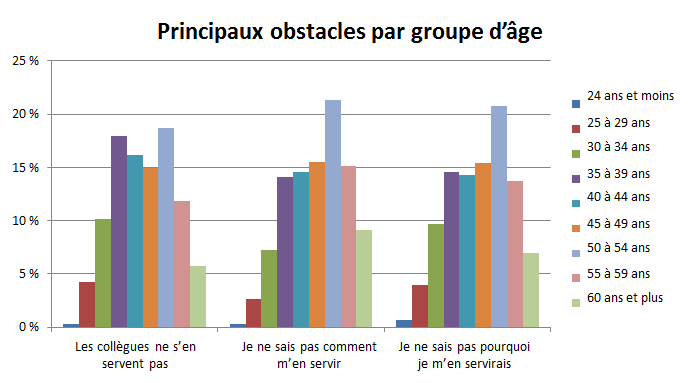 Principaux obstacles par groupe d’âge
25 %
20 %
15 %
10 %
5 %
0 %
Les collègues ne s’en
servent pas
Je ne sais pas comment
m’en servir
Je ne sais pas pourquoi
je m’en servirais
24 ans et moins
25 à 29 ans
30 à 34 ans
35 à 39 ans
40 à 44 ans
45 à 49 ans
50 à 54 ans
55 à 59 ans
60 ans et plus